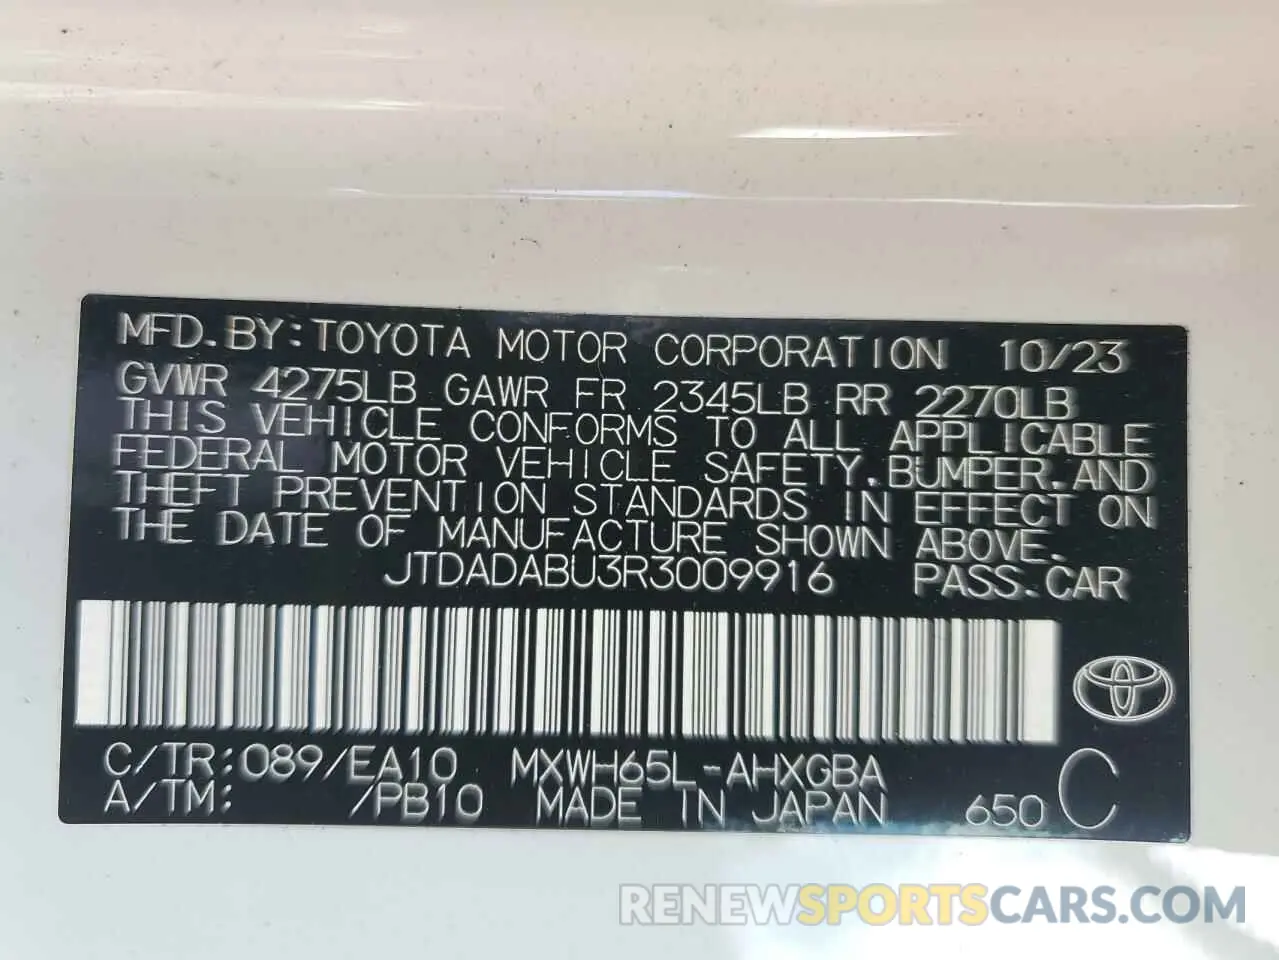 MFD.BY:TOYOTA MOTOR CORPORATION 10/23
GVWR 4275LB GAWR FR 2345LB RR 2270LB
THIS VEHICLE CONFORMS TO ALL APPLICABLE
FEDERAL MOTOR VEHICLE SAFETY.BUMPER.AND
THEFT PREVENTION STANDARDS IN EFFECT ON
THE DATE OF MANUFACTURE SHOWN ABOVE.
JTDADABU3R3009916 PASS.CAR
C/TR:089/EA10 MXWH65L-AHXGBA C
A/TM: /PB10 MADE IN JAPAN 650
RENEWSPORTSCARS.COM